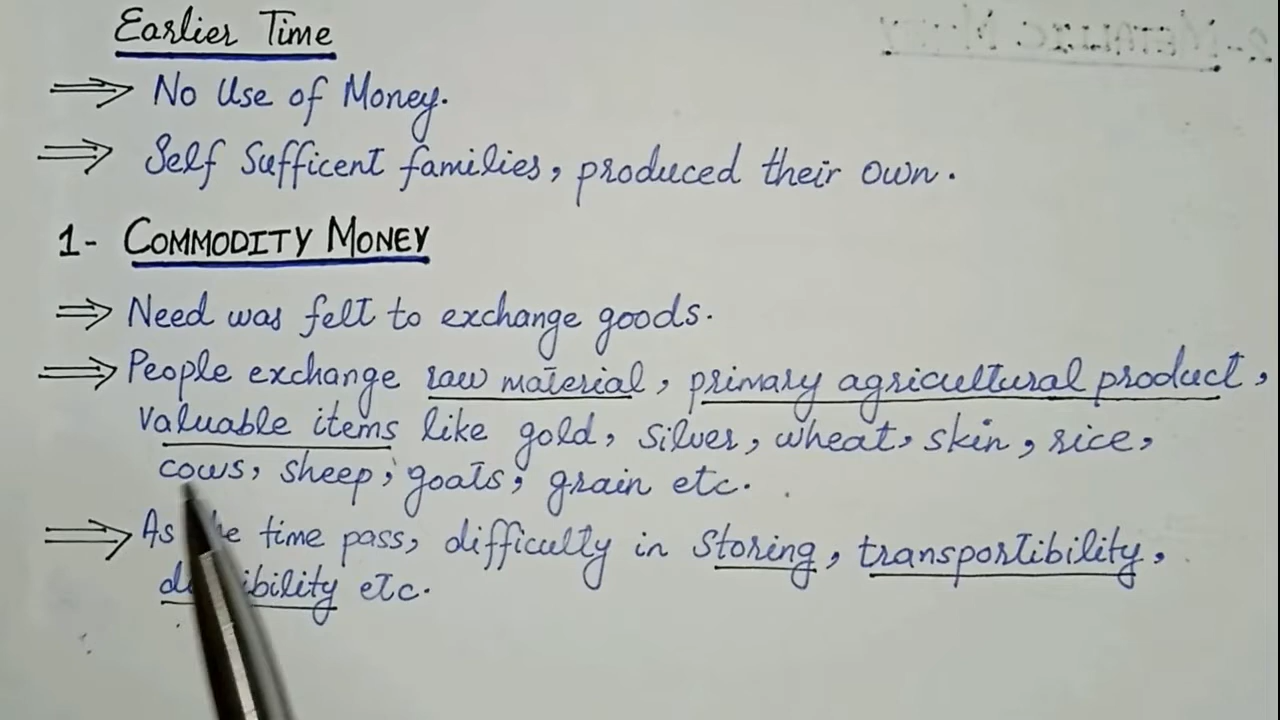 Earlier Time
⇒ No Use of Money.
⇒ Self Sufficent families, produced their own.
1- COMMODITY MONEY
⇒ Need was felt to exchange goods.
⇒ People exchange raw material, primary agricultural product,
valuable items like gold, silver, wheat, skin, rice,
cows, sheep, goats, grain etc.
⇒ As time pass, difficulty in storing, transportibility,
etc.